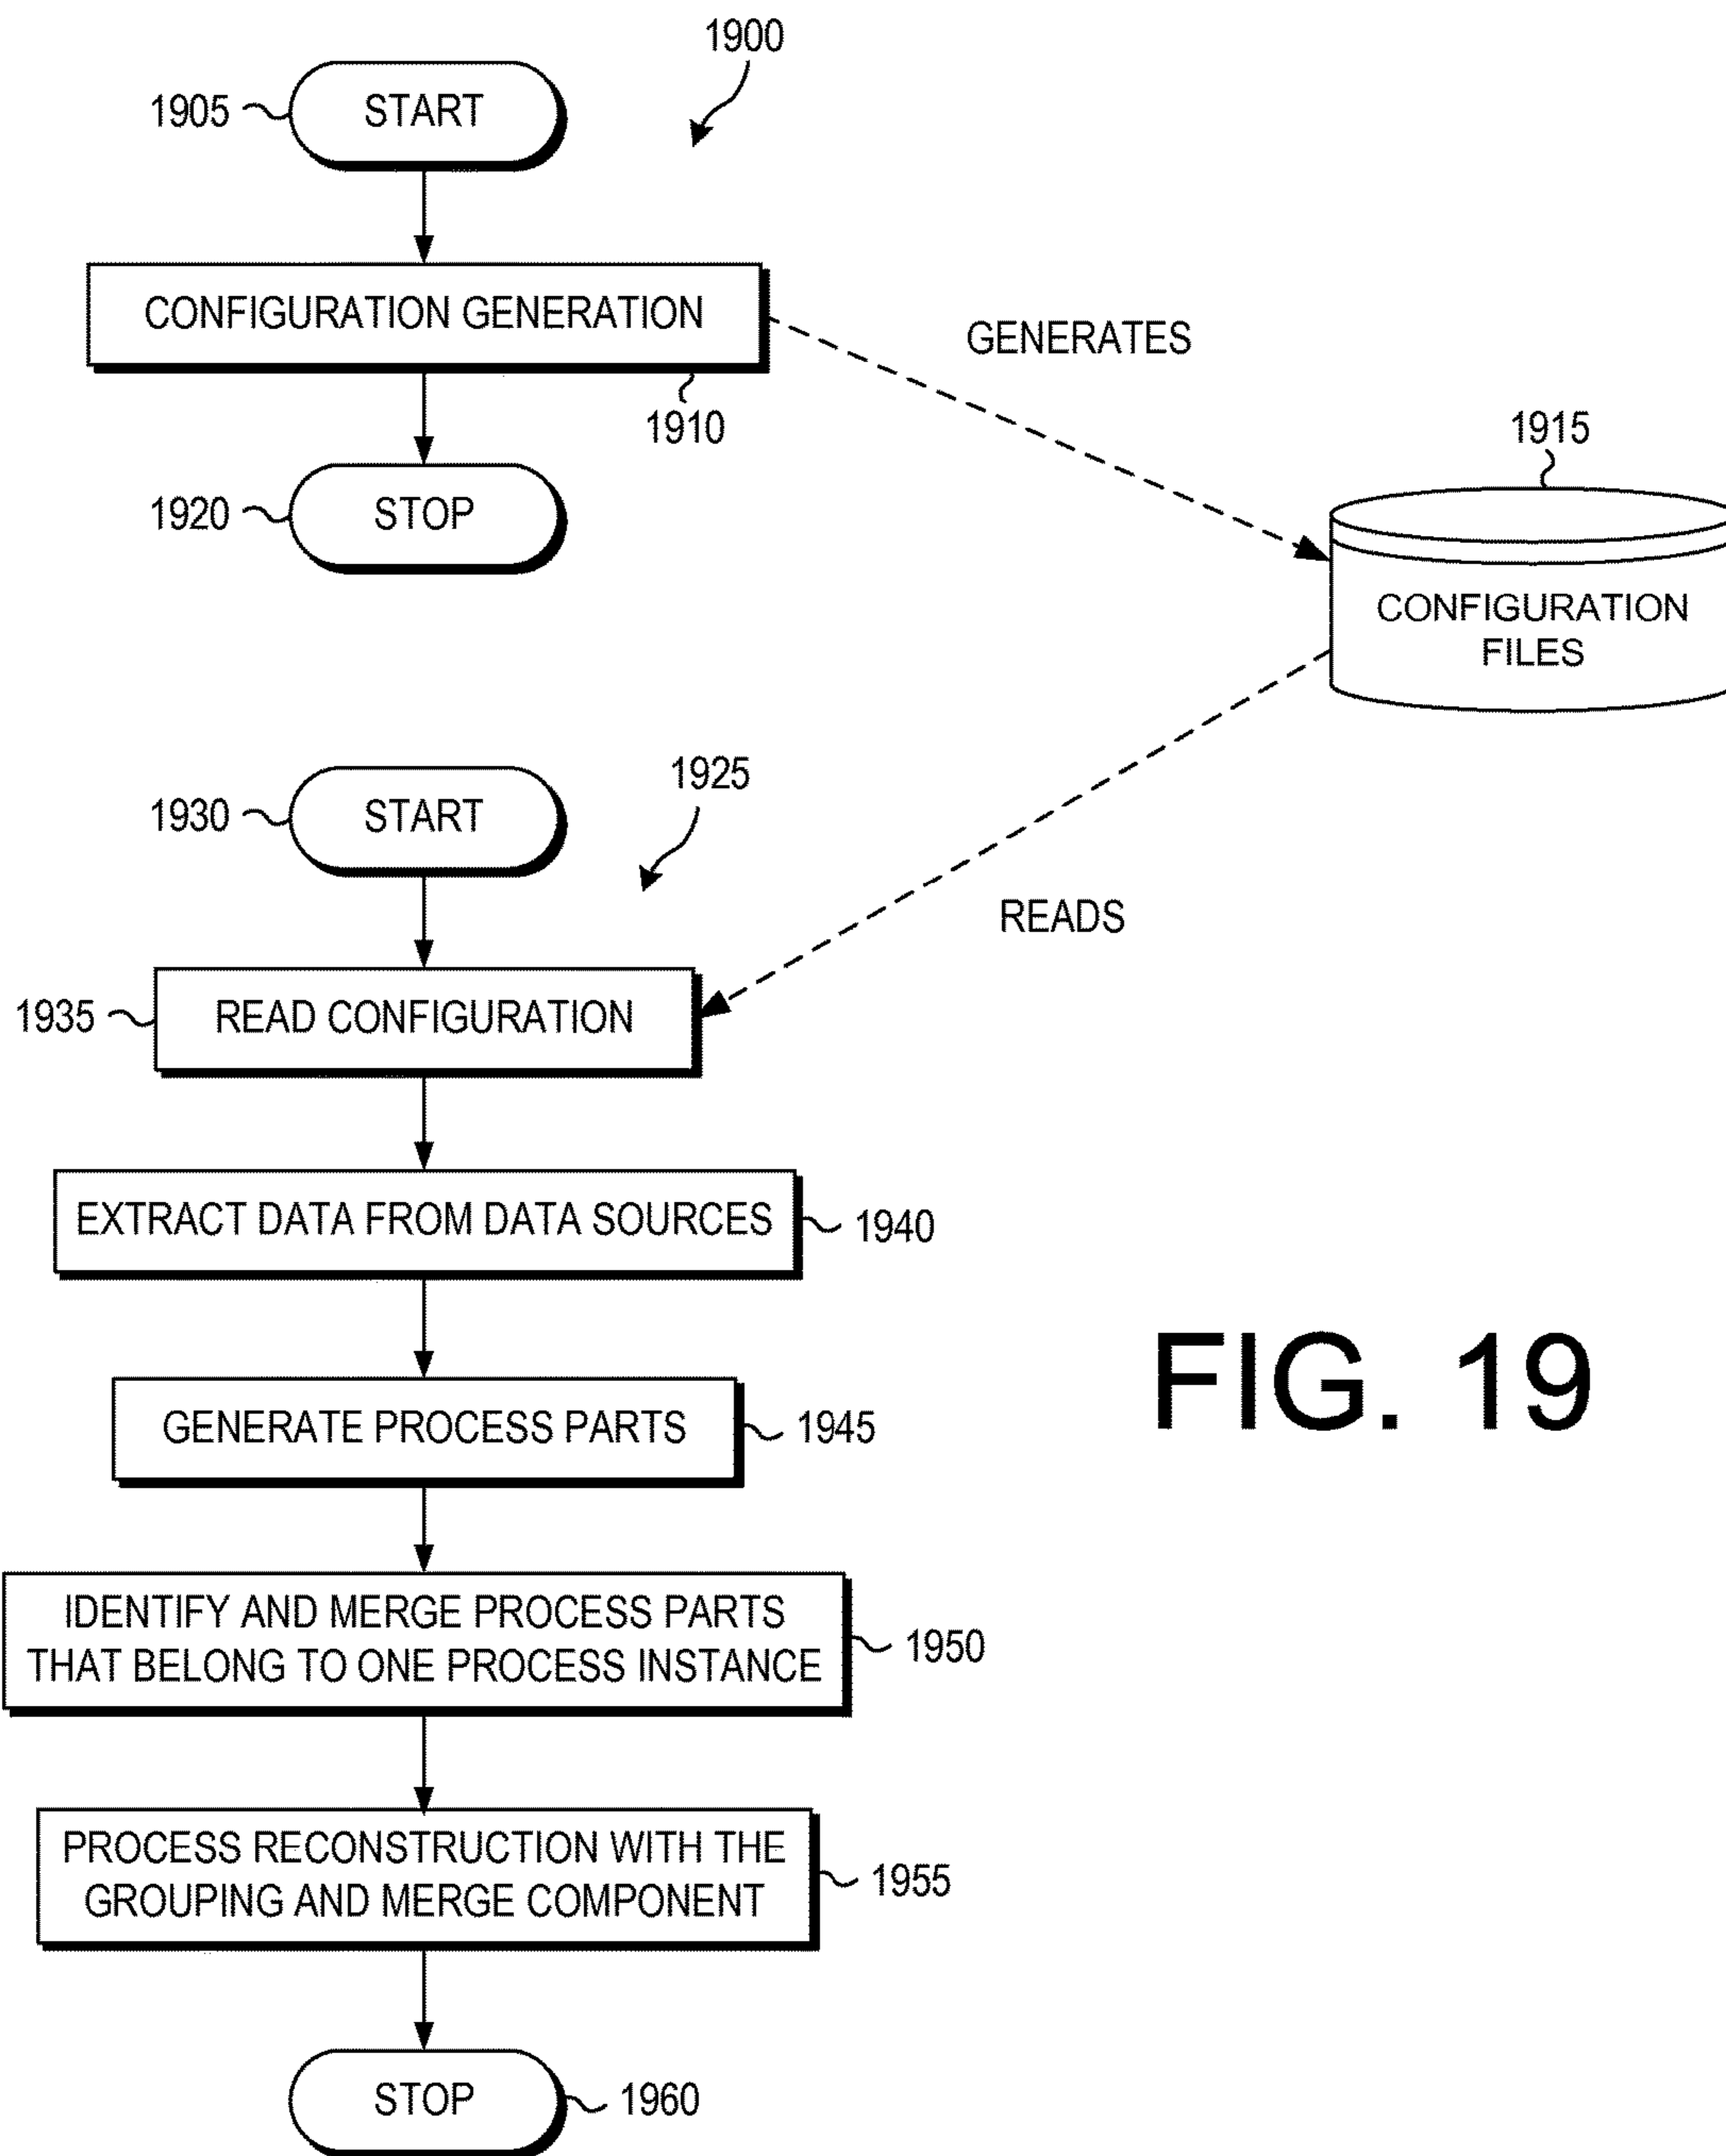 1900
1905
START
CONFIGURATION GENERATION
GENERATES
1910
1915
1920
STOP
CONFIGURATION
FILES
1925
1930
START
READS
1935
READ CONFIGURATION
EXTRACT DATA FROM DATA SOURCES
1940
GENERATE PROCESS PARTS
1945
FIG. 19
IDENTIFY AND MERGE PROCESS PARTS
THAT BELONG TO ONE PROCESS INSTANCE
1950
PROCESS RECONSTRUCTION WITH THE
GROUPING AND MERGE COMPONENT
1955
STOP
1960